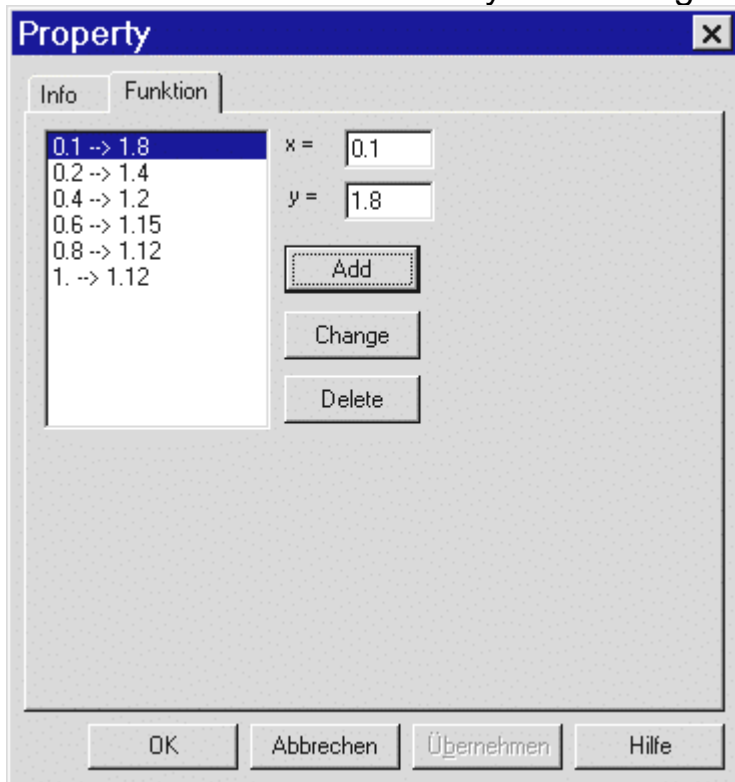 Property
Info Funktion
0.1 --> 1.8
0.2 --> 1.4
0.4 --> 1.2
0.6 --> 1.15
0.8 --> 1.12
1. --> 1.12
x = 0.1
y = 1.8
Add
Change
Delete
OK Abbrechen Übernehmen Hilfe